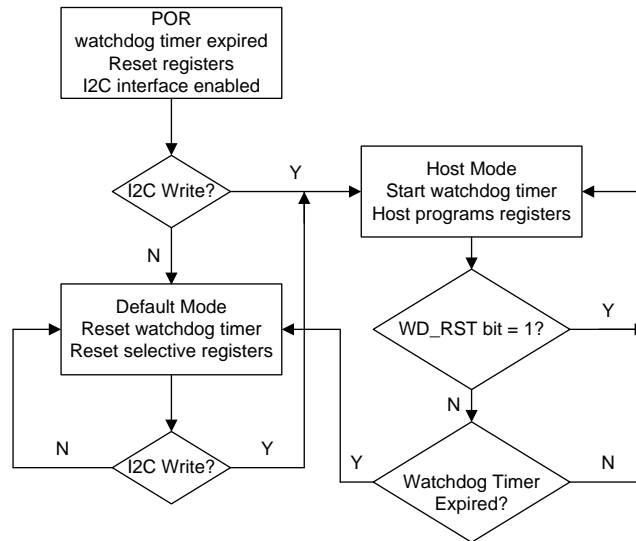 POR
watchdog timer expired
Reset registers
I2C interface enabled
I2C Write?
Y
N
Host Mode
Start watchdog timer
Host programs registers
Default Mode
Reset watchdog timer
Reset selective registers
WD_RST bit = 1?
Y
N
I2C Write?
N
Y
Watchdog Timer
Expired?
Y
N